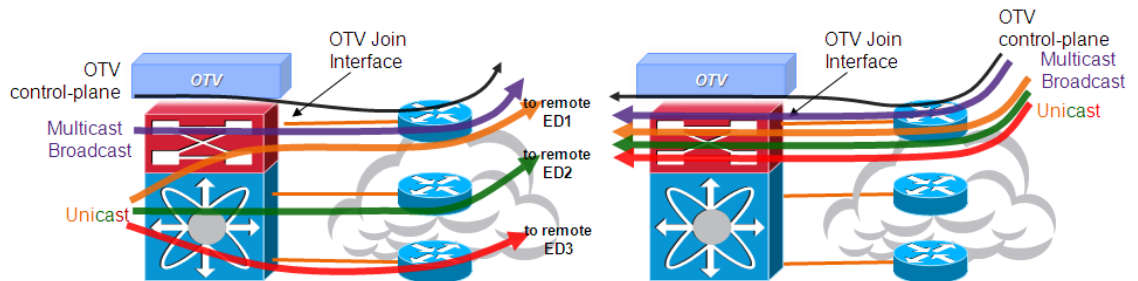 OTV Join
Interface
OTV
OTV
control-plane
Multicast
Broadcast
Unicast
to remote
ED1
to remote
ED2
to remote
ED3
OTV Join
Interface
OTV
OTV
control-plane
Multicast
Broadcast
Unicast